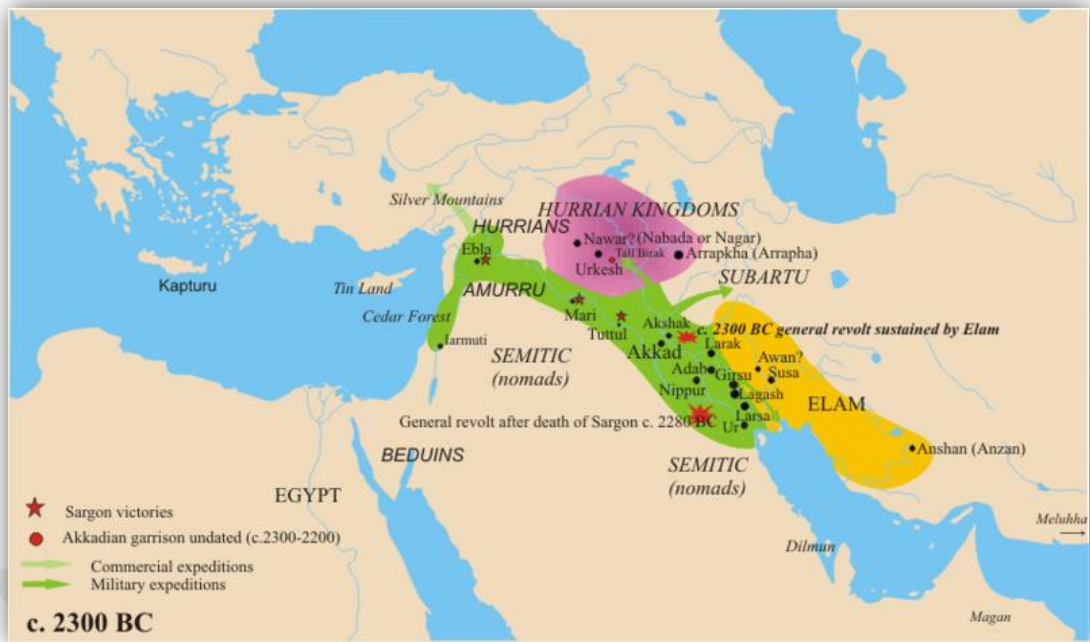 Silver Mountains
HURRIAN KINGDOMS
HURRIANS
Nawar? (Nabada or Nagar)
Ebla
Tall Birak
Arrapkha (Arrapha)
Urkesh
SUBARTU
Kapturu
Tin Land
AMURRU
Cedar Forest
Mari
Akshak
c. 2300 BC general revolt sustained by Elam
Tuttul
Iarmuti
Akkad
Larak
SEMITIC
(nomads)
Awan?
Adab
Girsu
Susa
Nippur
Lagash
ELAM
General revolt after death of Sargon c. 2280 BC
Larsa
Ur
Anshan (Anzan)
BEDUINS
SEMITIC
(nomads)
EGYPT
Sargon victories
Meluhha
Akkadian garrison undated (c.2300-2200)
Dilmun
Commercial expeditions
Military expeditions
Magan
c. 2300 BC